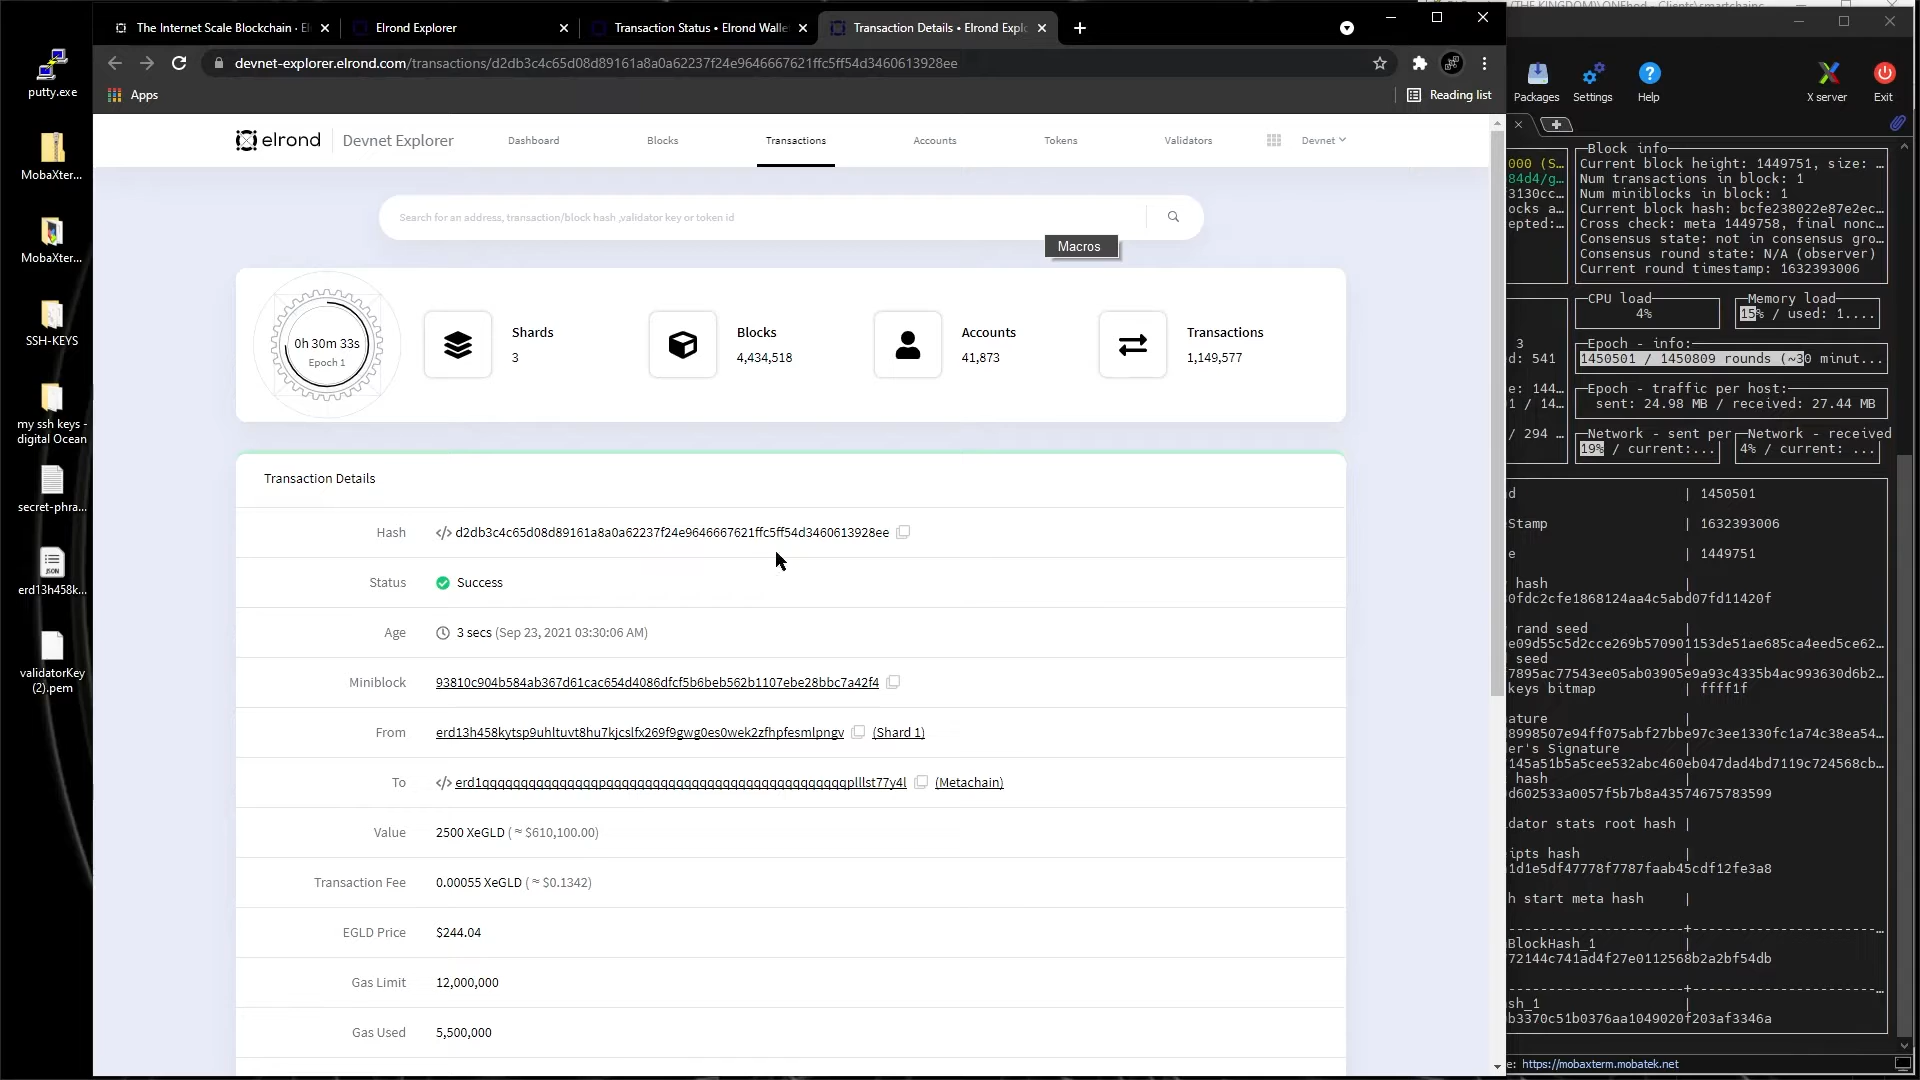 The Internet Scale Blockchain · El
Elrond Explorer
Transaction Status • Elrond Walle
Transaction Details • Elrond Expl
devnet-explorer.elrond.com/transactions/d2db3c4c65d08d89161a8a0a62237f24e9646667621ffc5ff54d3460613928ee
Apps
Reading list
putty.exe
MobaXter...
MobaXter...
SSH-KEYS
my ssh keys -
digital Ocean
secret-phra...
JSON
erd13h458k...
validatorKey
(2).pem
elrond
Devnet Explorer
Dashboard
Blocks
Transactions
Accounts
Tokens
Validators
Devnet
Search for an address, transaction/block hash ,validator key or token id
Macros
0h 30m 33s
Epoch 1
Shards
3
Blocks
4,434,518
Accounts
41,873
Transactions
1,149,577
Transaction Details
Hash
d2db3c4c65d08d89161a8a0a62237f24e9646667621ffc5ff54d3460613928ee
Status
Success
Age
3 secs (Sep 23, 2021 03:30:06 AM)
Miniblock
93810c904b584ab367d61cac654d4086dfcf5b6beb562b1107ebe28bbc7a42f4
From
erd13h458kytsp9uhltuvt8hu7kjcslfx269f9gwg0es0wek2zfhpfesmlpngv (Shard 1)
To
(Metachain)
Value
2500 XeGLD ( ≈ $610,100.00)
Transaction Fee
0.00055 XeGLD ( ≈ $0.1342)
EGLD Price
$244.04
Gas Limit
12,000,000
Gas Used
5,500,000
Packages
Settings
Help
X server
Exit
000 (S…
84d4/g…
3130cc…
ocks a…
epted:…
Block info
Current block height: 1449751, size: …
Num transactions in block: 1
Num miniblocks in block: 1
Current block hash: bcfe238022e87e2ec…
Cross check: meta 1449758, final nonc…
Consensus state: not in consensus gro…
Consensus round state: N/A (observer)
Current round timestamp: 1632393006
CPU load
4%
Memory load
15% / used: 1....
3
d: 541
e: 144…
1 / 14…
/ 294 …
Epoch - info:
1450501 / 1450809 rounds (~30 minut...
Epoch - traffic per host:
sent: 24.98 MB / received: 27.44 MB
Network - sent per
19% / current:...
Network - received
4% / current: ...
d | 1450501
Stamp | 1632393006
e | 1449751
hash |
0fdc2cfe1868124aa4c5abd07fd11420f
rand seed |
e09d55c5d2cce269b570901153de51ae685ca4eed5ce62…
seed |
7895ac77543ee05ab03905e9a93c4335b4ac993630d6b2…
keys bitmap | ffff1f
ature |
8998507e94ff075abf27bbe97c3ee1330fc1a74c38ea54…
er's Signature |
145a51b5a5cee532abc460eb047dad4bd7119c724568cb…
hash |
d602533a0057f5b7b8a43574675783599
dator stats root hash |
ipts hash |
1d1e5df47778f7787faab45cdf12fe3a8
h start meta hash |
BlockHash_1 |
72144c741ad4f27e0112568b2a2bf54db
sh_1 |
b3370c51b0376aa1049020f203af3346a
e: https://mobaxterm.mobatek.net